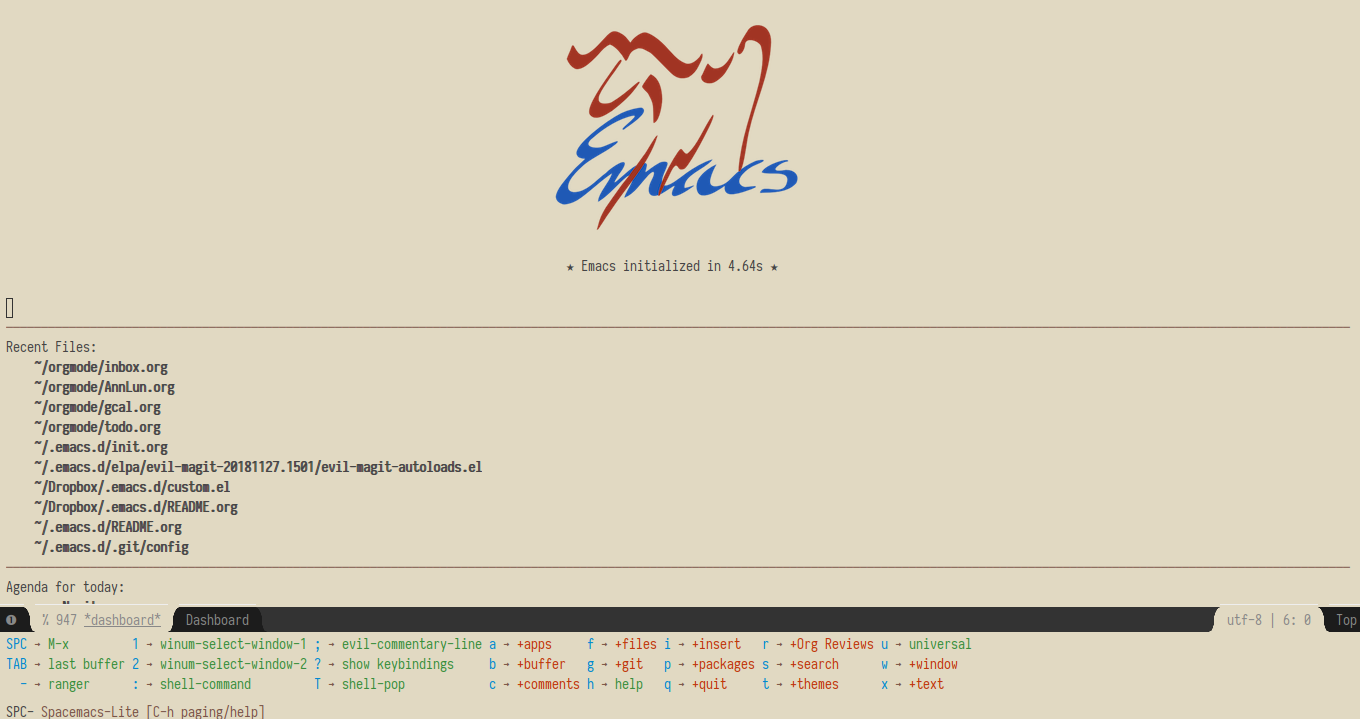 Emacs
★ Emacs initialized in 4.64s ★
Recent Files:
~/orgmode/inbox.org
~/orgmode/AnnLun.org
~/orgmode/gcal.org
~/orgmode/todo.org
~/.emacs.d/init.org
~/.emacs.d/elpa/evil-magit-20181127.1501/evil-magit-autoloads.el
~/Dropbox/.emacs.d/custom.el
~/Dropbox/.emacs.d/README.org
~/.emacs.d/README.org
~/.emacs.d/.git/config
Agenda for today:
❶ % 947 *dashboard* Dashboard utf-8 | 6: 0 Top
SPC → M-x 1 → winum-select-window-1 ; → evil-commentary-line a → +apps f → +files i → +insert r → +Org Reviews u → universal
TAB → last buffer 2 → winum-select-window-2 ? → show keybindings b → +buffer g → +git p → +packages s → +search w → +window
- → ranger : → shell-command T → shell-pop c → +comments h → help q → +quit t → +themes x → +text
SPC- Spacemacs-Lite [C-h paging/help]